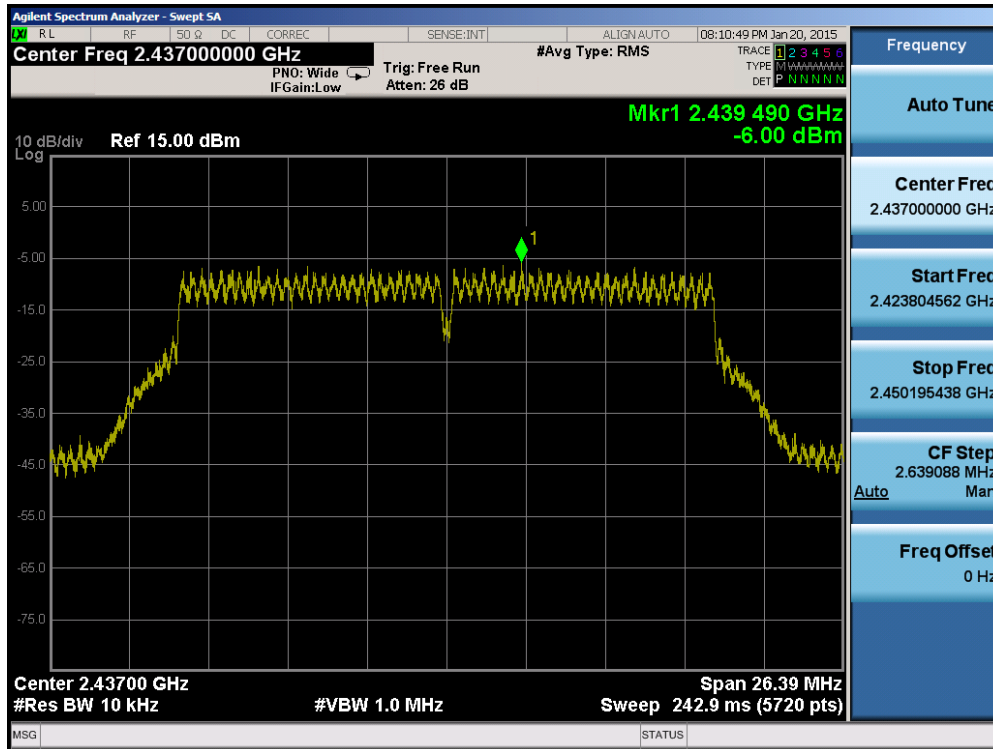 Agilent Spectrum Analyzer - Swept SA
LXI RL RF 50 Ω DC CORREC SENSE:INT ALIGN AUTO 08:10:49 PM Jan 20, 2015
Center Freq 2.437000000 GHz
#Avg Type: RMS
TRACE 1 2 3 4 5 6
TYPE M
DET P N N N N N
PNO: Wide
IFGain:Low
Trig: Free Run
Atten: 26 dB
Mkr1 2.439 490 GHz
-6.00 dBm
10 dB/div Ref 15.00 dBm
Log
5.00
-5.00
-15.0
-25.0
-35.0
-45.0
-55.0
-65.0
-75.0
1
Center 2.43700 GHz Span 26.39 MHz
#Res BW 10 kHz #VBW 1.0 MHz Sweep 242.9 ms (5720 pts)
MSG STATUS
Frequency
Auto Tune
Center Freq
2.437000000 GHz
Start Freq
2.423804562 GHz
Stop Freq
2.450195438 GHz
CF Step
2.639088 MHz
Auto Man
Freq Offset
0 Hz